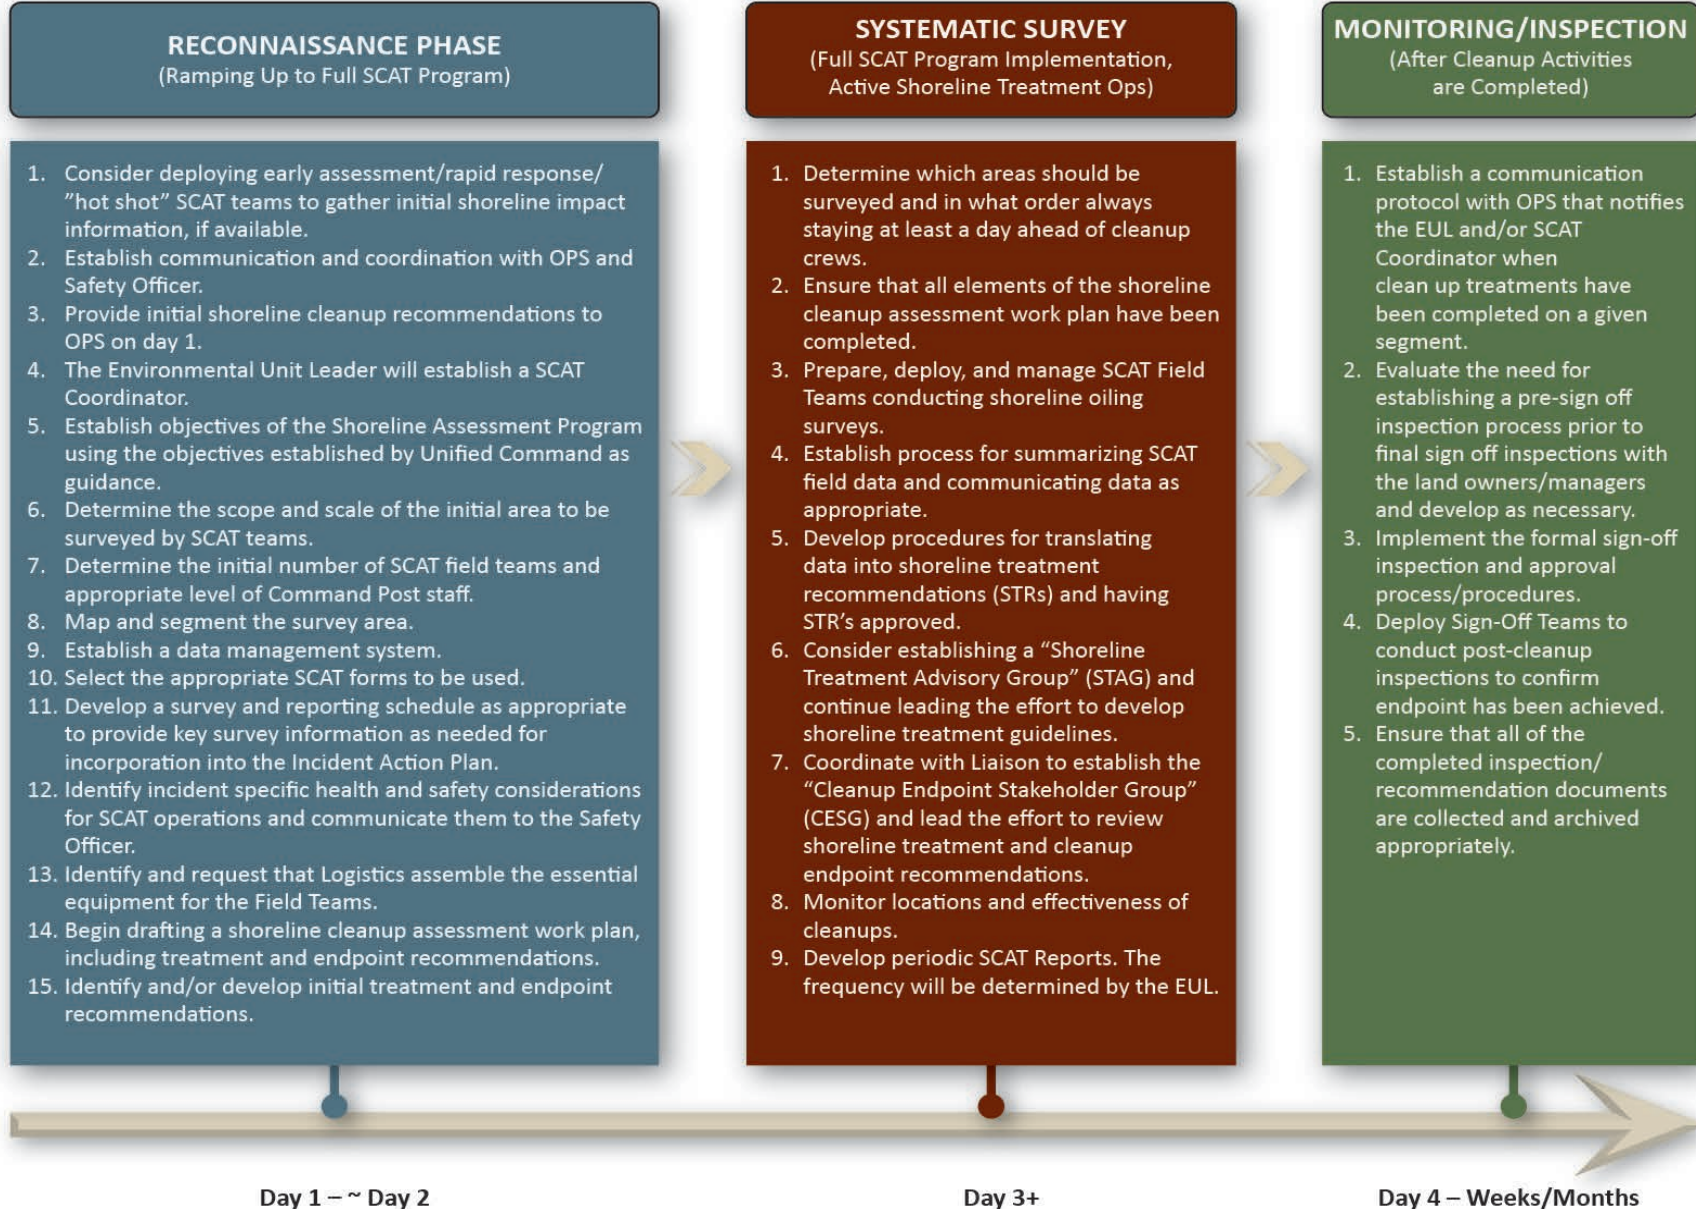 RECONNAISSANCE PHASE
(Ramping Up to Full SCAT Program)
1. Consider deploying early assessment/rapid response/
”hot shot” SCAT teams to gather initial shoreline impact
information, if available.
2. Establish communication and coordination with OPS and
Safety Officer.
3. Provide initial shoreline cleanup recommendations to
OPS on day 1.
4. The Environmental Unit Leader will establish a SCAT
Coordinator.
5. Establish objectives of the Shoreline Assessment Program
using the objectives established by Unified Command as
guidance.
6. Determine the scope and scale of the initial area to be
surveyed by SCAT teams.
7. Determine the initial number of SCAT field teams and
appropriate level of Command Post staff.
8. Map and segment the survey area.
9. Establish a data management system.
10. Select the appropriate SCAT forms to be used.
11. Develop a survey and reporting schedule as appropriate
to provide key survey information as needed for
incorporation into the Incident Action Plan.
12. Identify incident specific health and safety considerations
for SCAT operations and communicate them to the Safety
Officer.
13. Identify and request that Logistics assemble the essential
equipment for the Field Teams.
14. Begin drafting a shoreline cleanup assessment work plan,
including treatment and endpoint recommendations.
15. Identify and/or develop initial treatment and endpoint
recommendations.
SYSTEMATIC SURVEY
(Full SCAT Program Implementation,
Active Shoreline Treatment Ops)
1. Determine which areas should be
surveyed and in what order always
staying at least a day ahead of cleanup
crews.
2. Ensure that all elements of the shoreline
cleanup assessment work plan have been
completed.
3. Prepare, deploy, and manage SCAT Field
Teams conducting shoreline oiling
surveys.
4. Establish process for summarizing SCAT
field data and communicating data as
appropriate.
5. Develop procedures for translating
data into shoreline treatment
recommendations (STRs) and having
STR’s approved.
6. Consider establishing a “Shoreline
Treatment Advisory Group” (STAG) and
continue leading the effort to develop
shoreline treatment guidelines.
7. Coordinate with Liaison to establish the
“Cleanup Endpoint Stakeholder Group”
(CESG) and lead the effort to review
shoreline treatment and cleanup
endpoint recommendations.
8. Monitor locations and effectiveness of
cleanups.
9. Develop periodic SCAT Reports. The
frequency will be determined by the EUL.
MONITORING/INSPECTION
(After Cleanup Activities
are Completed)
1. Establish a communication
protocol with OPS that notifies
the EUL and/or SCAT
Coordinator when
clean up treatments have
been completed on a given
segment.
2. Evaluate the need for
establishing a pre-sign off
inspection process prior to
final sign off inspections with
the land owners/managers
and develop as necessary.
3. Implement the formal sign-off
inspection and approval
process/procedures.
4. Deploy Sign-Off Teams to
conduct post-cleanup
inspections to confirm
endpoint has been achieved.
5. Ensure that all of the
completed inspection/
recommendation documents
are collected and archived
appropriately.
Day 1 – ~ Day 2
Day 3+
Day 4 – Weeks/Months